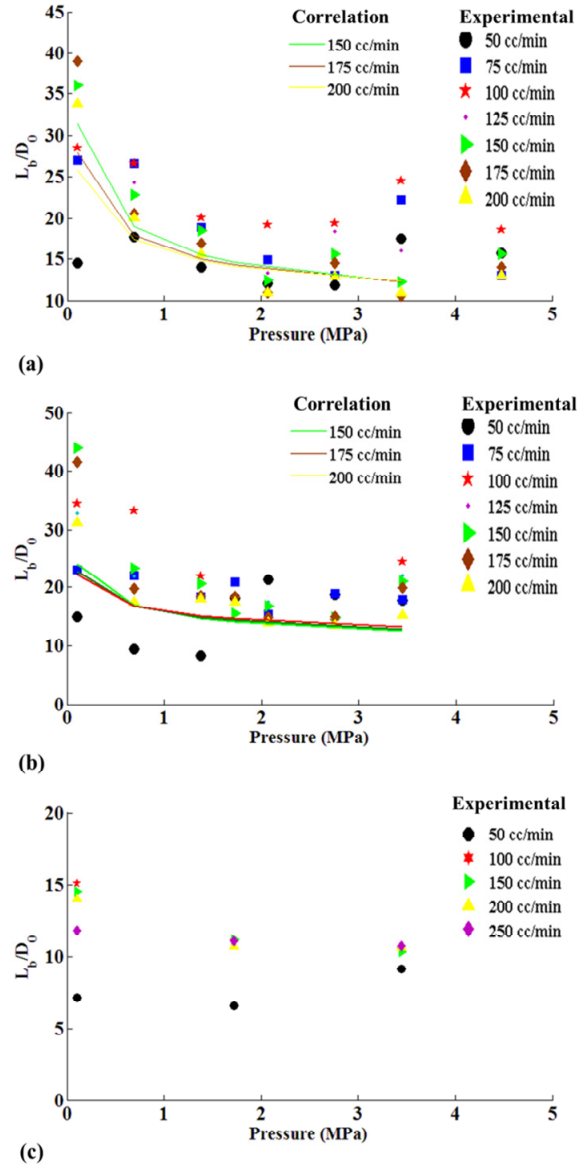 Correlation
150 cc/min
175 cc/min
200 cc/min
Experimental
50 cc/min
75 cc/min
100 cc/min
125 cc/min
150 cc/min
175 cc/min
200 cc/min
L_b/D_0
45
40
35
30
25
20
15
10
0 1 2 3 4 5
Pressure (MPa)
(a)
Correlation
150 cc/min
175 cc/min
200 cc/min
Experimental
50 cc/min
75 cc/min
100 cc/min
125 cc/min
150 cc/min
175 cc/min
200 cc/min
L_b/D_0
50
40
30
20
10
0
0 1 2 3 4 5
Pressure (MPa)
(b)
Experimental
50 cc/min
100 cc/min
150 cc/min
200 cc/min
250 cc/min
L_b/D_0
20
15
10
5
0
0 1 2 3 4 5
Pressure (MPa)
(c)